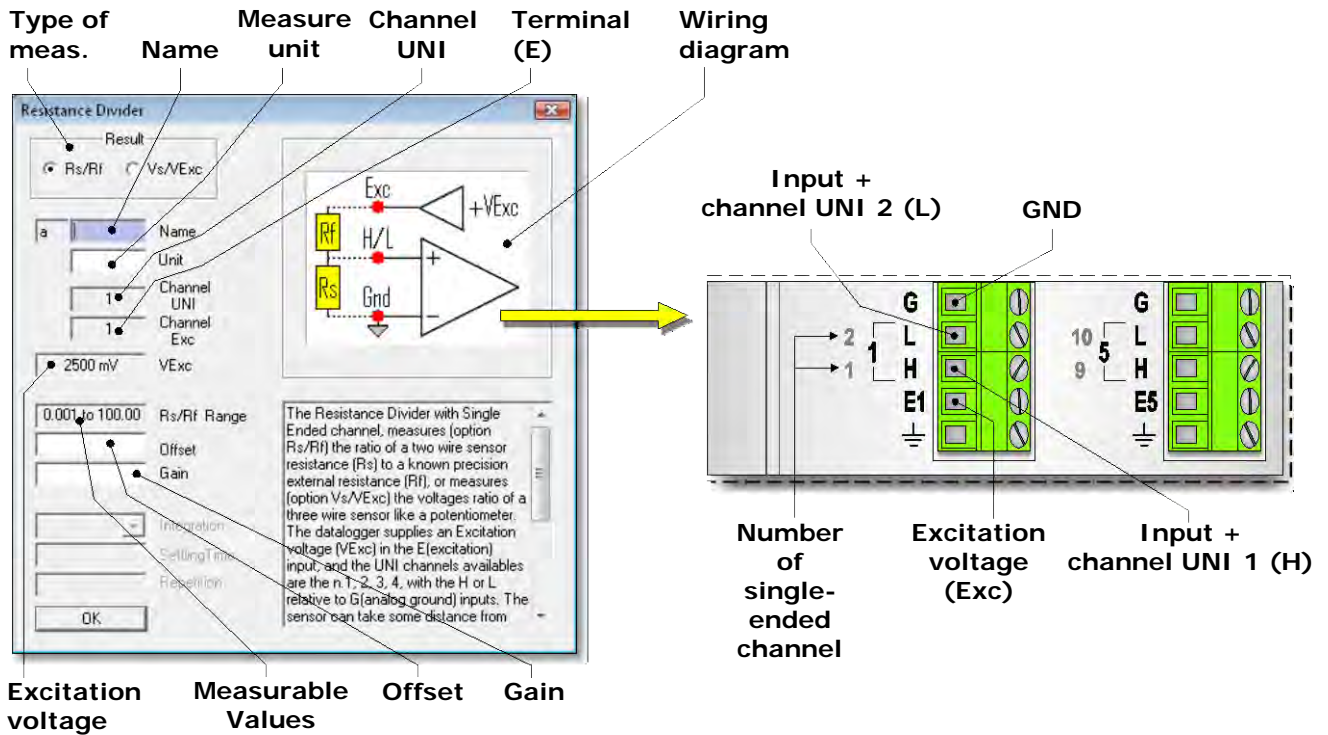 Type of
meas.
Name
Measure
unit
Channel
UNI
Terminal
(E)
Wiring
diagram
Resistance Divider
Result
Rs/Rf
Vs/VExc
a
Name
Unit
1
Channel
UNI
1
Channel
Exc
2500 mV
VExc
0.001 to 100.00
Rs/Rf Range
Offset
Gain
Integration
SettlingTime
Repetition
OK
Exc
+VExc
Rf
H/L
+
Rs
Gnd
−
The Resistance Divider with Single
Ended channel, measures (option
Rs/Rf) the ratio of a two wire sensor
resistance (Rs) to a known precision
external resistance (Rf), or measures
(option Vs/VExc) the voltages ratio of a
three wire sensor like a potentiometer.
The datalogger supplies an Excitation
voltage (VExc) in the E(excitation)
input, and the UNI channels availables
are the n.1, 2, 3, 4, with the H or L
relative to G(analog ground) inputs. The
sensor can take some distance from
Input +
channel UNI 2 (L)
GND
G
2
L
1
1
H
E1
G
10
L
5
9
H
E5
Number
of
single-
ended
channel
Excitation
voltage
(Exc)
Input +
channel UNI 1 (H)
Excitation
voltage
Measurable
Values
Offset
Gain